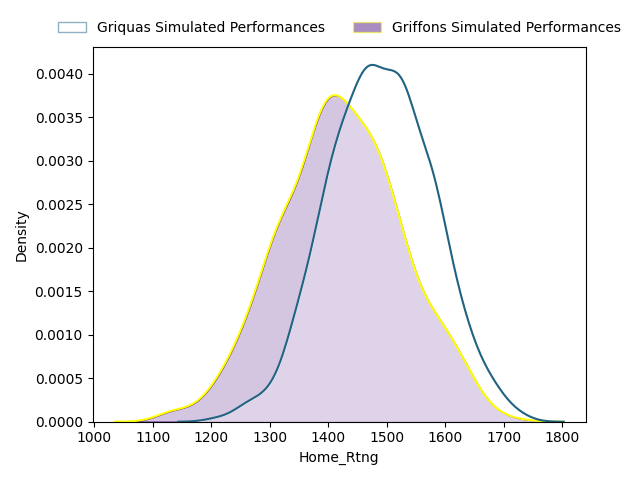 Griquas Simulated Performances
Griffons Simulated Performances
0.0040
0.0035
0.0030
0.0025
0.0020
0.0015
0.0010
0.0005
0.0000
Density
1000 1100 1200 1300 1400 1500 1600 1700 1800
Home_Rtng